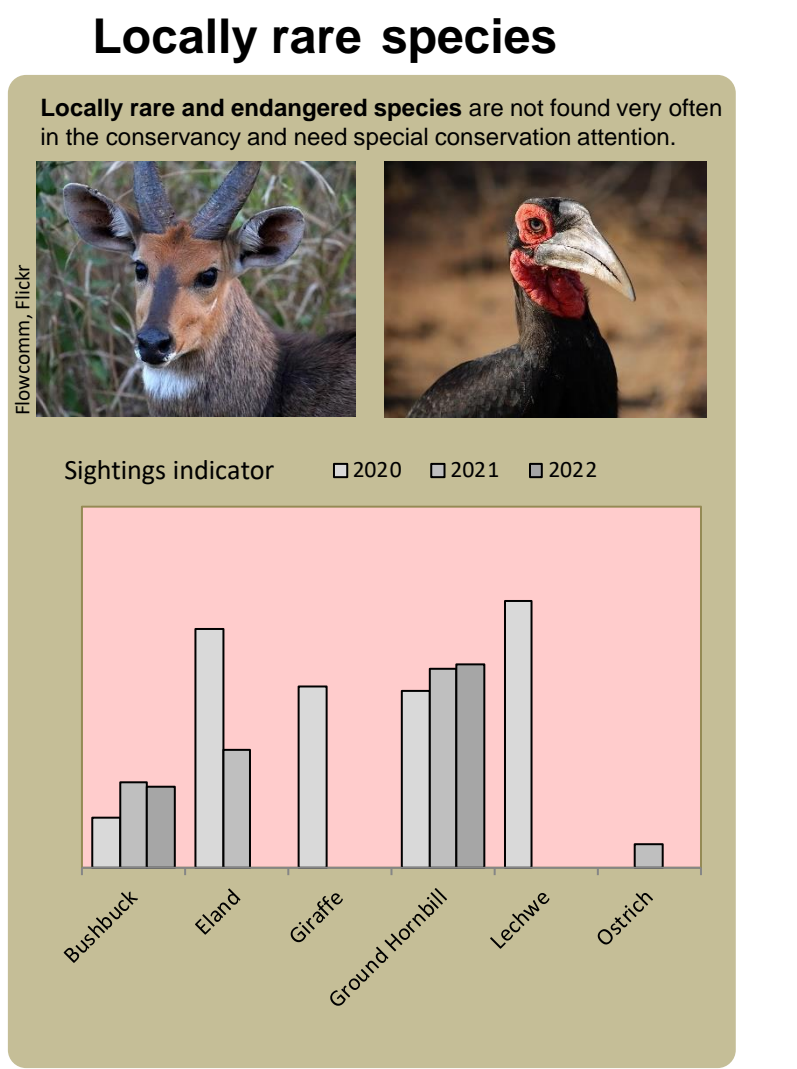 Locally rare species
Locally rare and endangered species are not found very often
in the conservancy and need special conservation attention.
Flowcomm, Flickr
Sightings indicator
2020
2021
2022
Bushbuck
Eland
Giraffe
Ground Hornbill
Lechwe
Ostrich